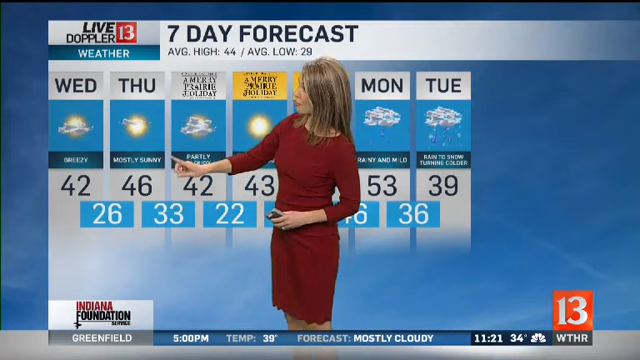 LIVE
DOPPLER 13
WEATHER
7 DAY FORECAST
AVG. HIGH: 44 / AVG. LOW: 29
WED
THU
A MERRY
PRAIRIE
HOLIDAY
A MERRY
PRAIRIE
HOLIDAY
MON
TUE
BREEZY
MOSTLY SUNNY
PARTLY
RAINY AND MILD
RAIN TO SNOW
TURNING COLDER
42 46 42 43 53 39
26 33 22 36
INDIANA
FOUNDATION
SERVICE
13
GREENFIELD 5:00PM TEMP: 39° FORECAST: MOSTLY CLOUDY 11:21 34° WTHR